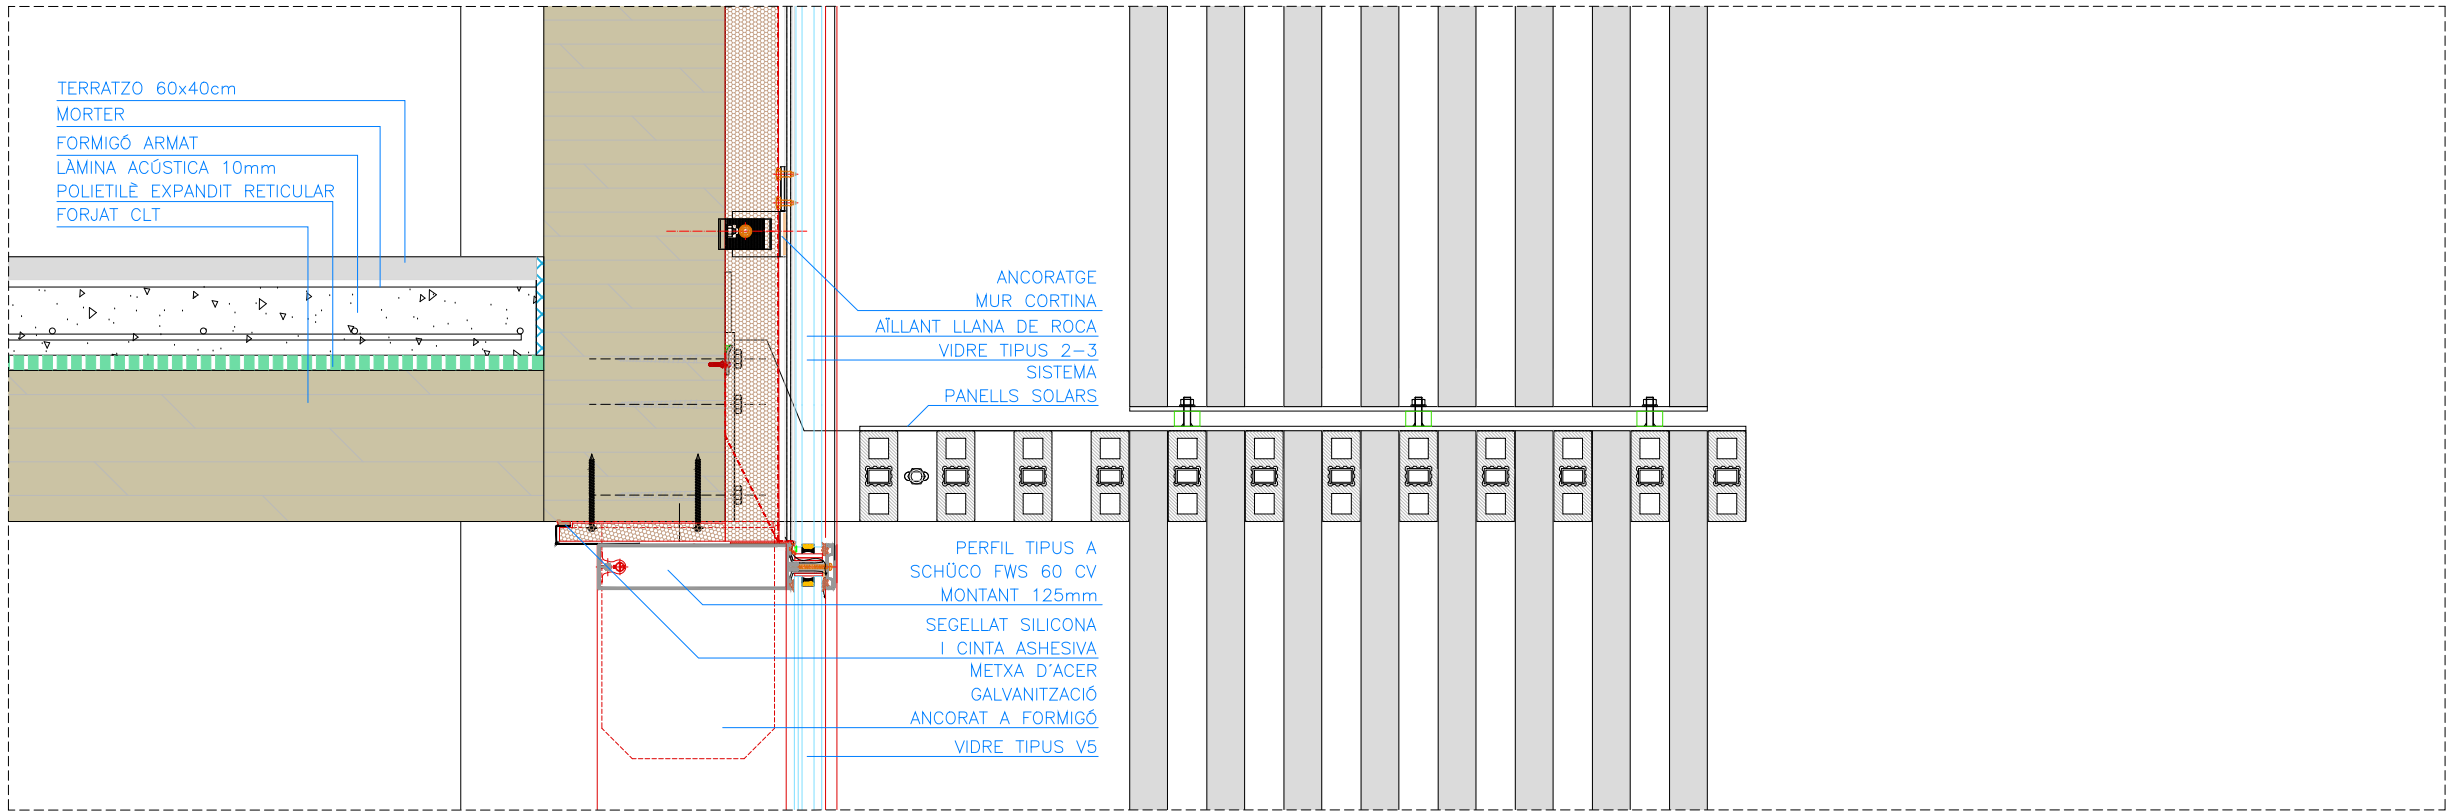 TERRATZO 60x40cm
MORTER
FORMIGÓ ARMAT
LÀMINA ACÚSTICA 10mm
POLIETILÈ EXPANDIT RETICULAR
FORJAT CLT
ANCORATGE
MUR CORTINA
AÏLLANT LLANA DE ROCA
VIDRE TIPUS 2-3
SISTEMA
PANELLS SOLARS
PERFIL TIPUS A
SCHÜCO FWS 60 CV
MONTANT 125mm
SEGELLAT SILICONA
I CINTA ASHESIVA
METXA D'ACER
GALVANITZACIÓ
ANCORAT A FORMIGÓ
VIDRE TIPUS V5